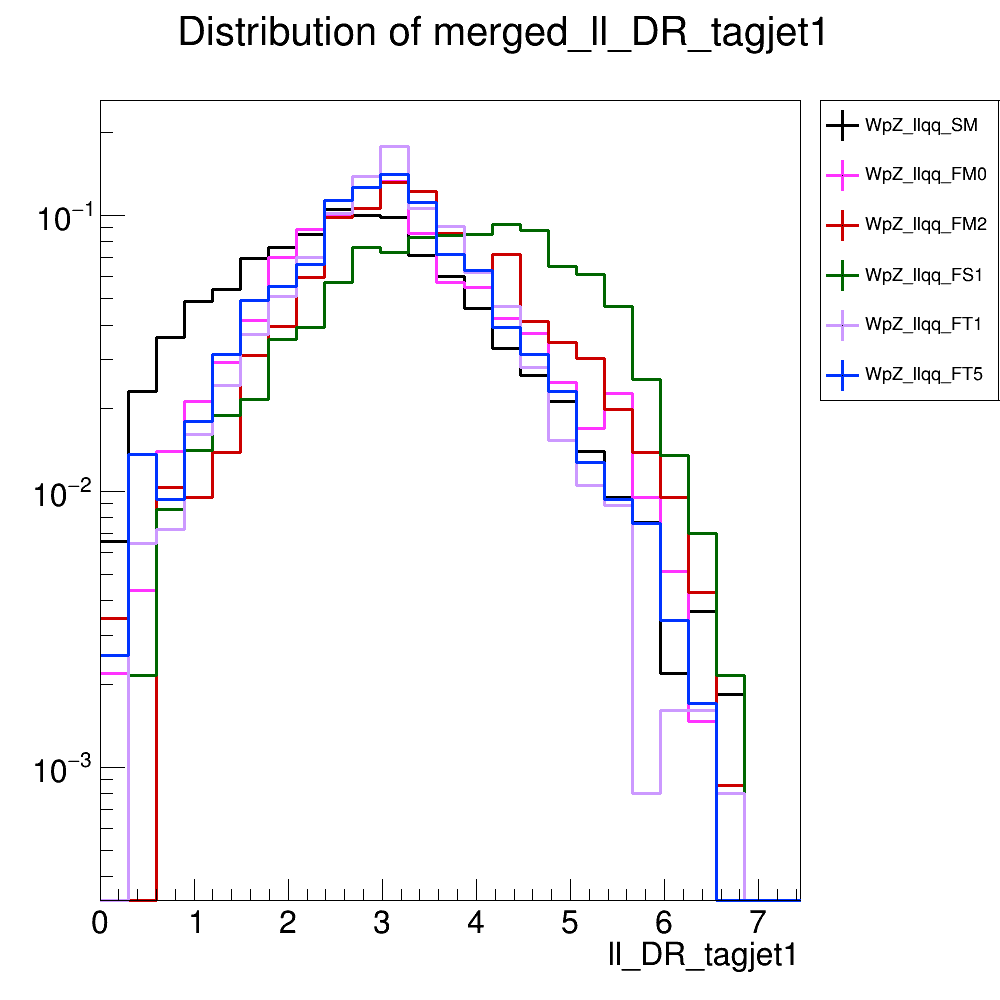 Distribution of merged_ll_DR_tagjet1
WpZ_llqq_SM
WpZ_llqq_FM0
WpZ_llqq_FM2
WpZ_llqq_FS1
WpZ_llqq_FT1
WpZ_llqq_FT5
10⁻¹
10⁻²
10⁻³
0 1 2 3 4 5 6 7
ll_DR_tagjet1